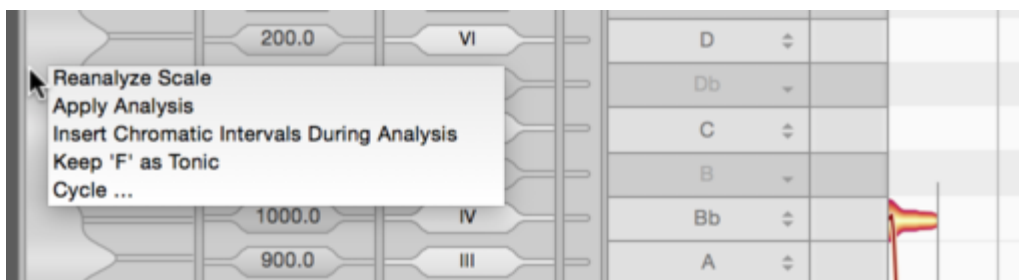 200.0 VI D
Reanalyze Scale Db
Apply Analysis
Insert Chromatic Intervals During Analysis C
Keep 'F' as Tonic B
Cycle ...
1000.0 IV Bb
900.0 III A